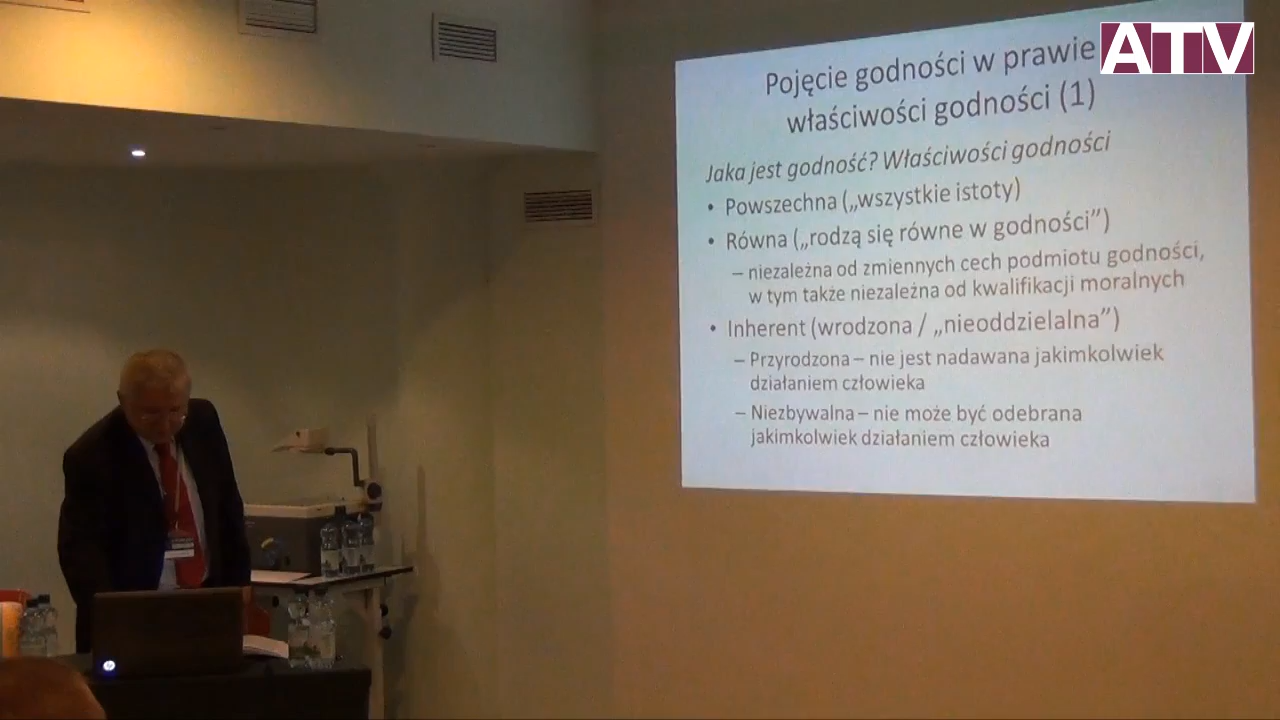 ATV
Pojęcie godności w prawie
właściwości godności (1)
Jaka jest godność? Właściwości godności
• Powszechna („wszystkie istoty)
• Równa („rodzą się równe w godności”)
– niezależna od zmiennych cech podmiotu godności,
w tym także niezależna od kwalifikacji moralnych
• Inherent (wrodzona / „nieoddzielalna”)
– Przyrodzona – nie jest nadawana jakimkolwiek
działaniem człowieka
– Niezbywalna – nie może być odebrana
jakimkolwiek działaniem człowieka